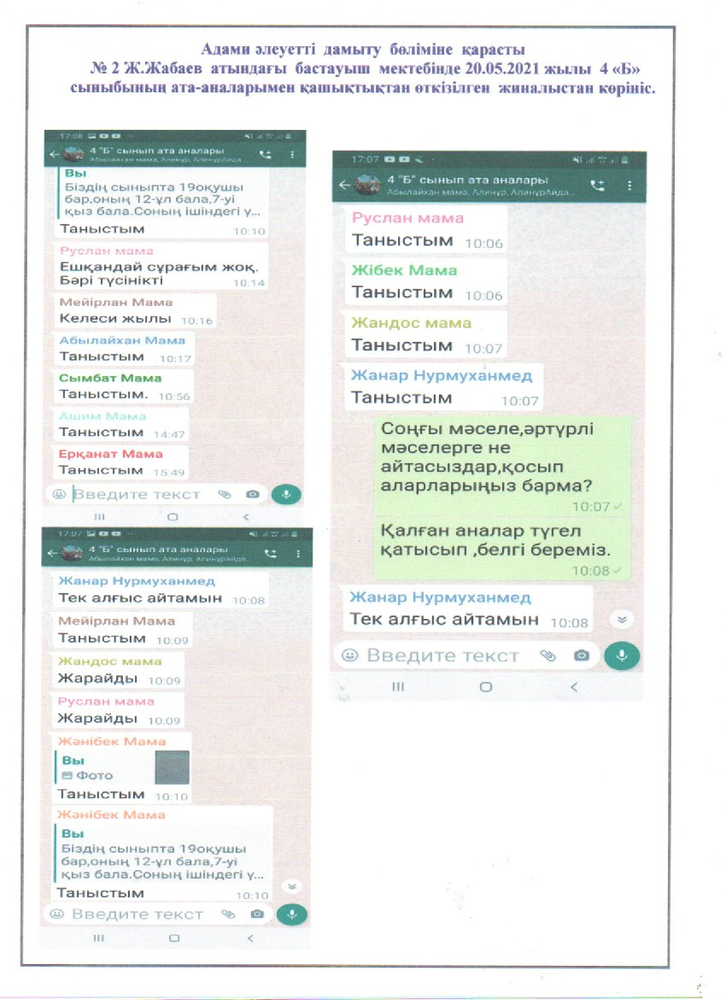 Адами әлеуетті дамыту бөліміне қарасты
№ 2 Ж.Жабаев атындағы бастауыш мектебінде 20.05.2021 жылы 4 «Б»
сыныбының ата-аналарымен қашықтықтан өткізілген жиналыстан көрініс.
17:08
4 "Б" сынып ата аналары
Абылайхан мама, Алинур, АлинурАйда
Вы
Біздің сыныпта 19оқушы
бар,оның 12-ұл бала,7-уі
қыз бала.Соның ішіндегі ү...
Таныстым 10:10
Руслан мама
Ешқандай сұрағым жоқ.
Бәрі түсінікті 10:14
Мейірлан Мама
Келеси жылы 10:16
Абылайхан Мама
Таныстым 10:17
Сымбат Мама
Таныстым. 10:56
Ашим Мама
Таныстым 14:47
Ерқанат Мама
Таныстым 15:49
Введите текст
17:07
4 "Б" сынып ата аналары
Абылайхан мама, Алинур, АлинурАйда...
Жанар Нурмуханмед
Тек алғыс айтамын 10:08
Мейірлан Мама
Таныстым 10:09
Жандос мама
Жарайды 10:09
Руслан мама
Жарайды 10:09
Жәнібек Мама
Вы
Фото
Таныстым 10:10
Жәнібек Мама
Вы
Біздің сыныпта 19оқушы
бар,оның 12-ұл бала,7-уі
қыз бала.Соның ішіндегі ү...
Таныстым 10:10
Введите текст
17:07
4 "Б" сынып ата аналары
Абылайхан мама, Алинур, АлинурАйда...
Руслан мама
Таныстым 10:06
Жібек Мама
Таныстым 10:06
Жандос мама
Таныстым 10:07
Жанар Нурмуханмед
Таныстым 10:07
Соңғы мәселе,әртүрлі
мәселерге не
айтасыздар,қосып
аларларыңыз барма?
10:07
Қалған аналар түгел
қатысып ,белгі береміз.
10:08
Жанар Нурмуханмед
Тек алғыс айтамын 10:08
Введите текст